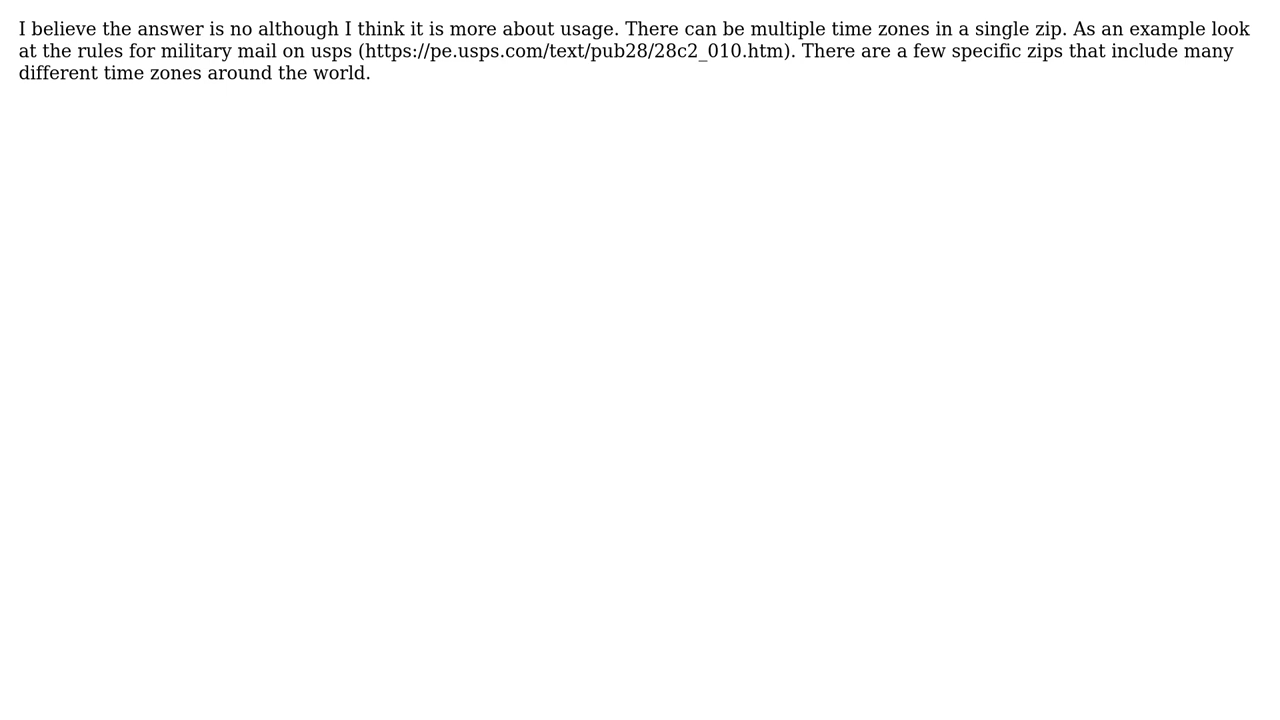 I believe the answer is no although I think it is more about usage. There can be multiple time zones in a single zip. As an example look
at the rules for military mail on usps (https://pe.usps.com/text/pub28/28c2_010.htm). There are a few specific zips that include many
different time zones around the world.